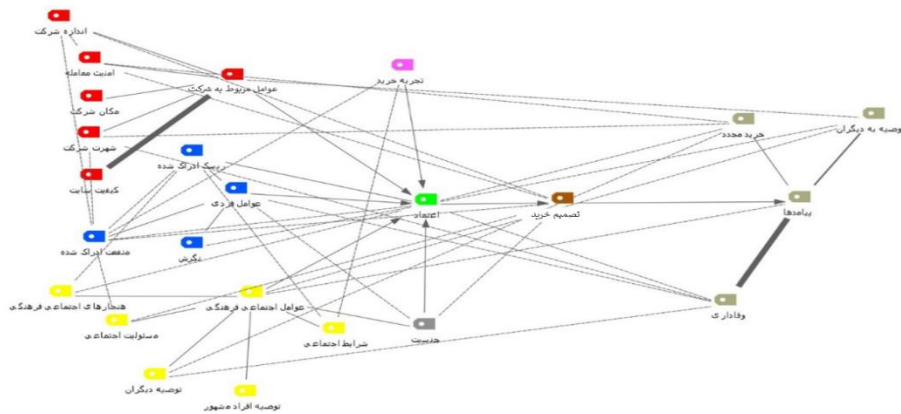 اندازه شرکت
امنیت معامله
تجربه خرید
عوامل مربوط به شرکت
مکان شرکت
توصیه به دیگران
خرید مجدد
شهرت شرکت
ریسک ادراک شده
کیفیت سایت
عوامل فردی
اعتماد
تصمیم خرید
پیامدها
منفعت ادراک شده
نگرش
هنجارهای اجتماعی فرهنگی
عوامل اجتماعی فرهنگی
وفاداری
مسئولیت اجتماعی
شرایط اجتماعی
توصیه دیگران
توصیه افراد مشهور